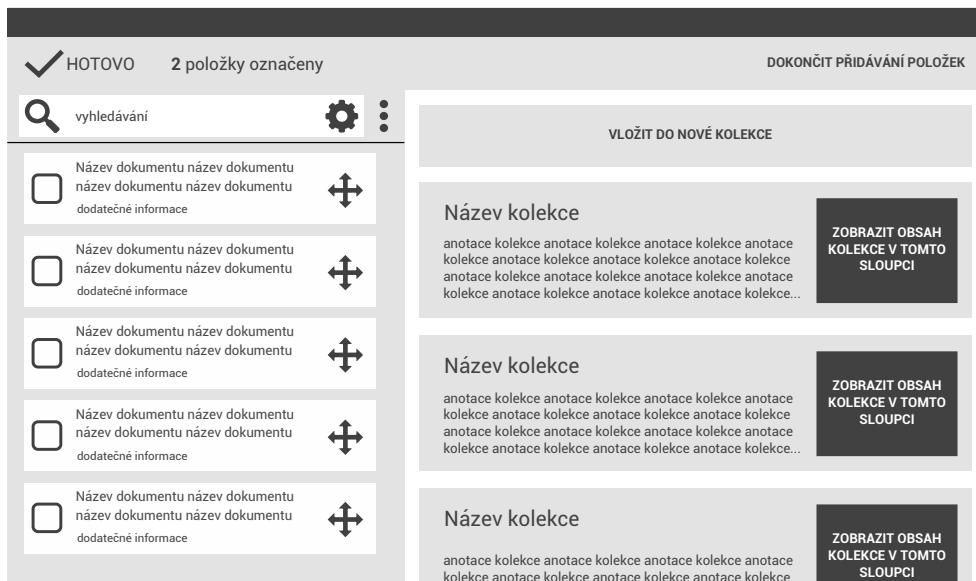 HOTOVO 2 položky označeny
DOKONČIT PŘIDÁVÁNÍ POLOŽEK
vyhledávání
Název dokumentu název dokumentu
název dokumentu název dokumentu
dodatečné informace
Název dokumentu název dokumentu
název dokumentu název dokumentu
dodatečné informace
Název dokumentu název dokumentu
název dokumentu název dokumentu
dodatečné informace
Název dokumentu název dokumentu
název dokumentu název dokumentu
dodatečné informace
Název dokumentu název dokumentu
název dokumentu název dokumentu
dodatečné informace
VLOŽIT DO NOVÉ KOLEKCE
Název kolekce
anotace kolekce anotace kolekce anotace kolekce anotace
kolekce anotace kolekce anotace kolekce anotace kolekce
anotace kolekce anotace kolekce anotace kolekce anotace
kolekce anotace kolekce anotace kolekce anotace kolekce...
ZOBRAZIT OBSAH
KOLEKCE V TOMTO
SLOUPCI
Název kolekce
anotace kolekce anotace kolekce anotace kolekce anotace
kolekce anotace kolekce anotace kolekce anotace kolekce
anotace kolekce anotace kolekce anotace kolekce anotace
kolekce anotace kolekce anotace kolekce anotace kolekce...
ZOBRAZIT OBSAH
KOLEKCE V TOMTO
SLOUPCI
Název kolekce
anotace kolekce anotace kolekce anotace kolekce anotace
kolekce anotace kolekce anotace kolekce anotace kolekce
ZOBRAZIT OBSAH
KOLEKCE V TOMTO
SLOUPCI